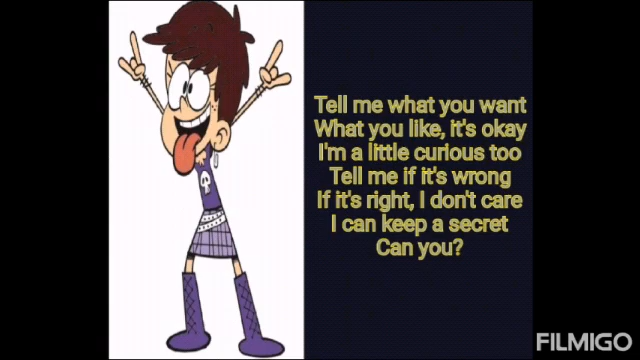 Tell me what you want
What you like, it's okay
I'm a little curious too
Tell me if it's wrong
If it's right, I don't care
I can keep a secret
Can you?
FILMIGO